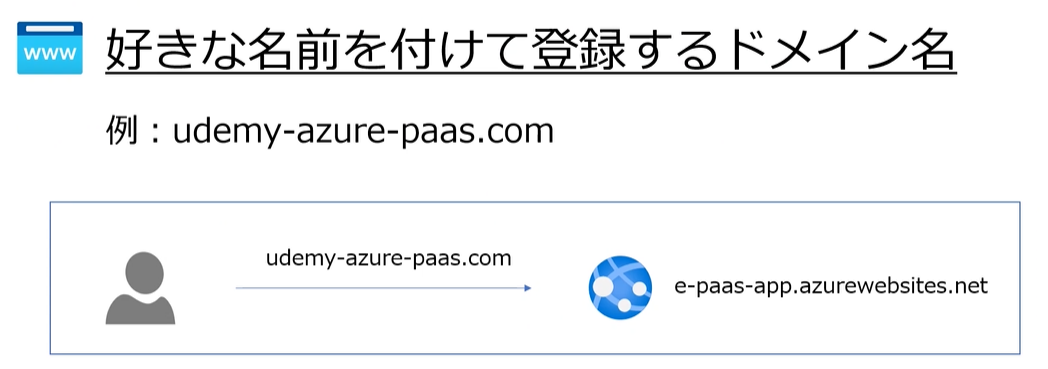 www
好きな名前を付けて登録するドメイン名
例：udemy-azure-paas.com
udemy-azure-paas.com
e-paas-app.azurewebsites.net